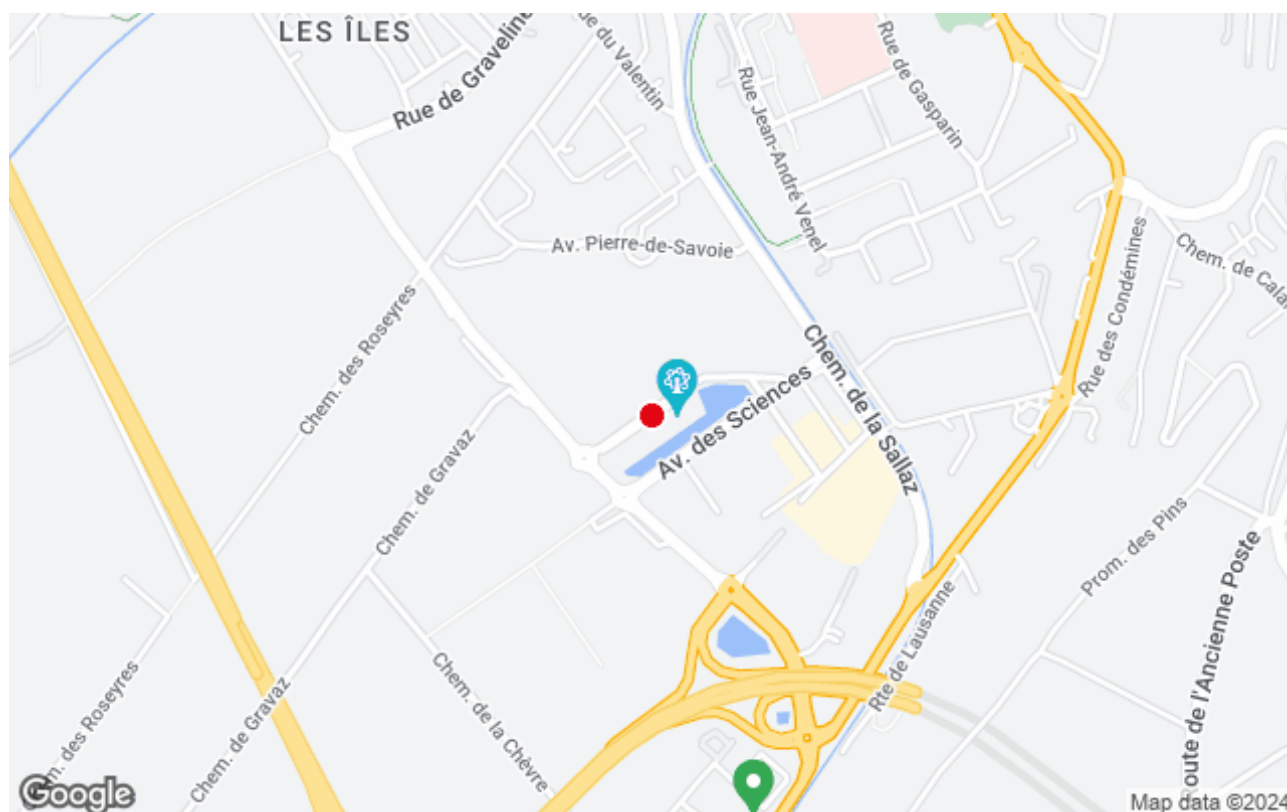 LES ÎLES
Rue de Graveline
ue du Valentin
Rue Jean-André Venel
Rue de Gasparin
Av. Pierre-de-Savoie
Chem. des Roseyres
Chem. de la Sallaz
Rue des Condémines
Chem. de Cala
Av. des Sciences
Chem. de Gravaz
Prom. des Pins
Route de l'Ancienne Poste
Rte de Lausanne
m. des Roseyres
Chem. de Gravaz
Chem. de la Chèvre
Google
Map data ©2024